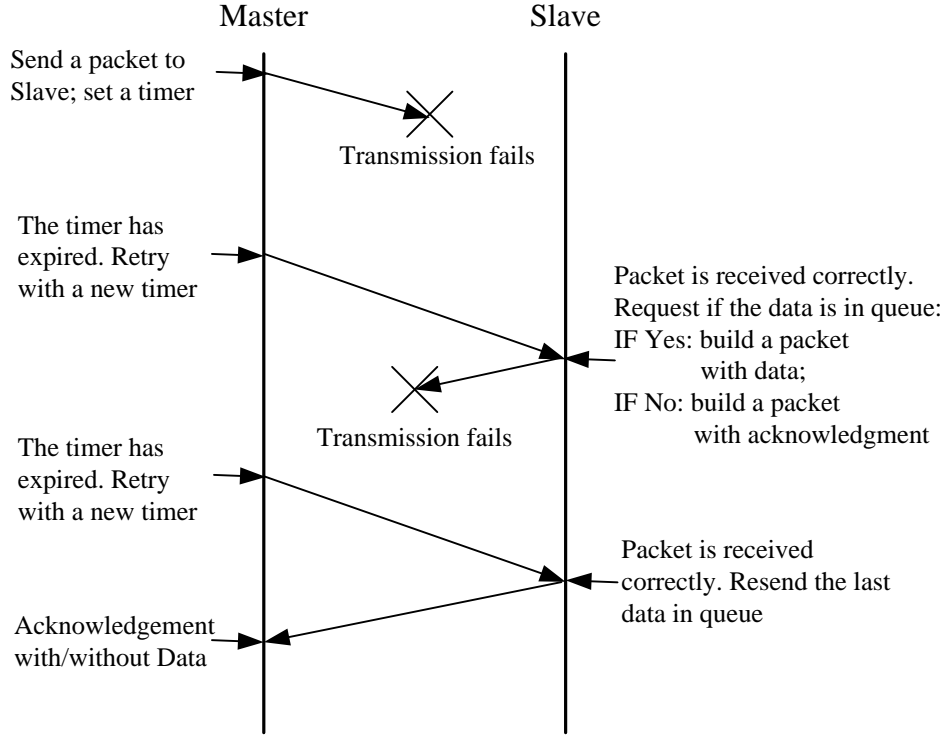 Master
Slave
Send a packet to
Slave; set a timer
Transmission fails
The timer has
expired. Retry
with a new timer
Packet is received correctly.
Request if the data is in queue:
IF Yes: build a packet
with data;
IF No: build a packet
with acknowledgment
Transmission fails
The timer has
expired. Retry
with a new timer
Packet is received
correctly. Resend the last
data in queue
Acknowledgement
with/without Data